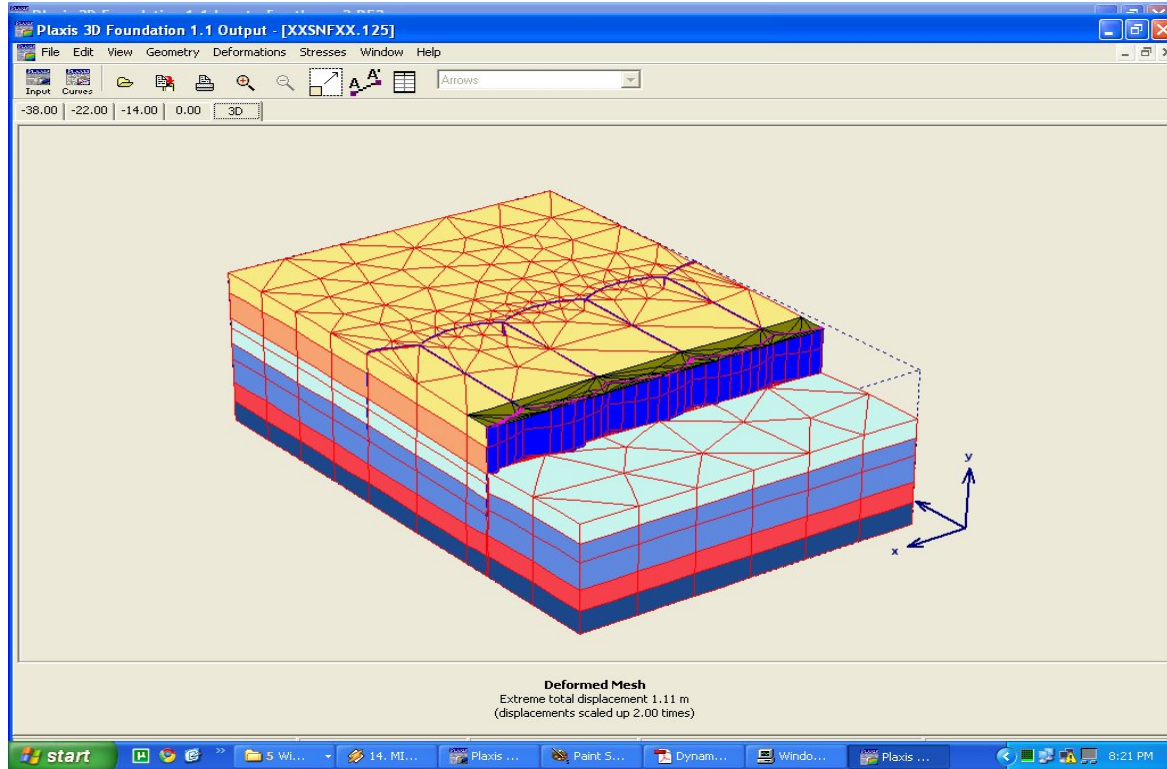 Plaxis 3D Foundation 1.1 Output - [XXSNFXX.125]
File Edit View Geometry Deformations Stresses Window Help
Input Curves A A' Arrows
-38.00 -22.00 -14.00 0.00 3D
y
x
Deformed Mesh
Extreme total displacement 1.11 m
(displacements scaled up 2.00 times)
start 5 Wi... 14. MI... Plaxis ... Paint S... Dynam... Windo... Plaxis ... 8:21 PM